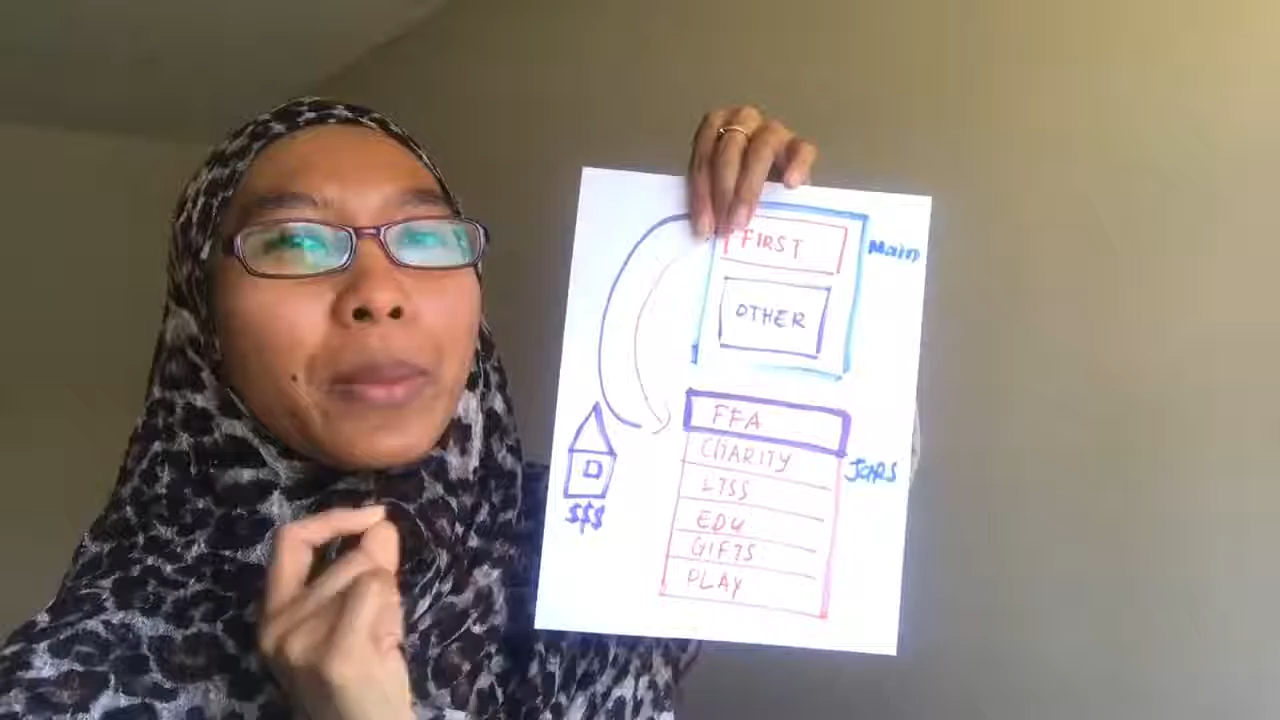 FIRST
Main
OTHER
FFA
CHARITY
JARS
LTSS
EDU
GIFTS
PLAY
$$$